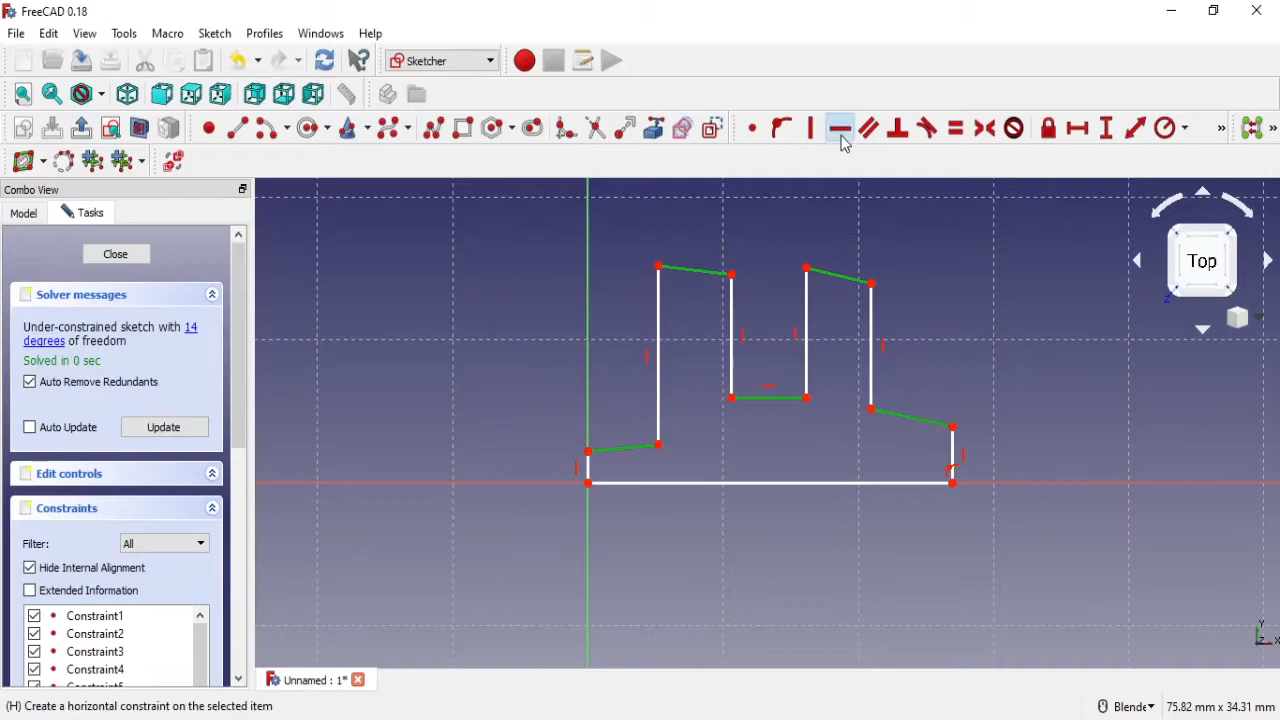 FreeCAD 0.18
File Edit View Tools Macro Sketch Profiles Windows Help
Sketcher
Combo View
Model Tasks
Close
Solver messages
Under-constrained sketch with 14
degrees of freedom
Solved in 0 sec
Auto Remove Redundants
Auto Update Update
Edit controls
Constraints
Filter: All
Hide Internal Alignment
Extended Information
Constraint1
Constraint2
Constraint3
Constraint4
Top
Z
Y
Z X
Unnamed : 1*
(H) Create a horizontal constraint on the selected item
Blende 75.82 mm x 34.31 mm